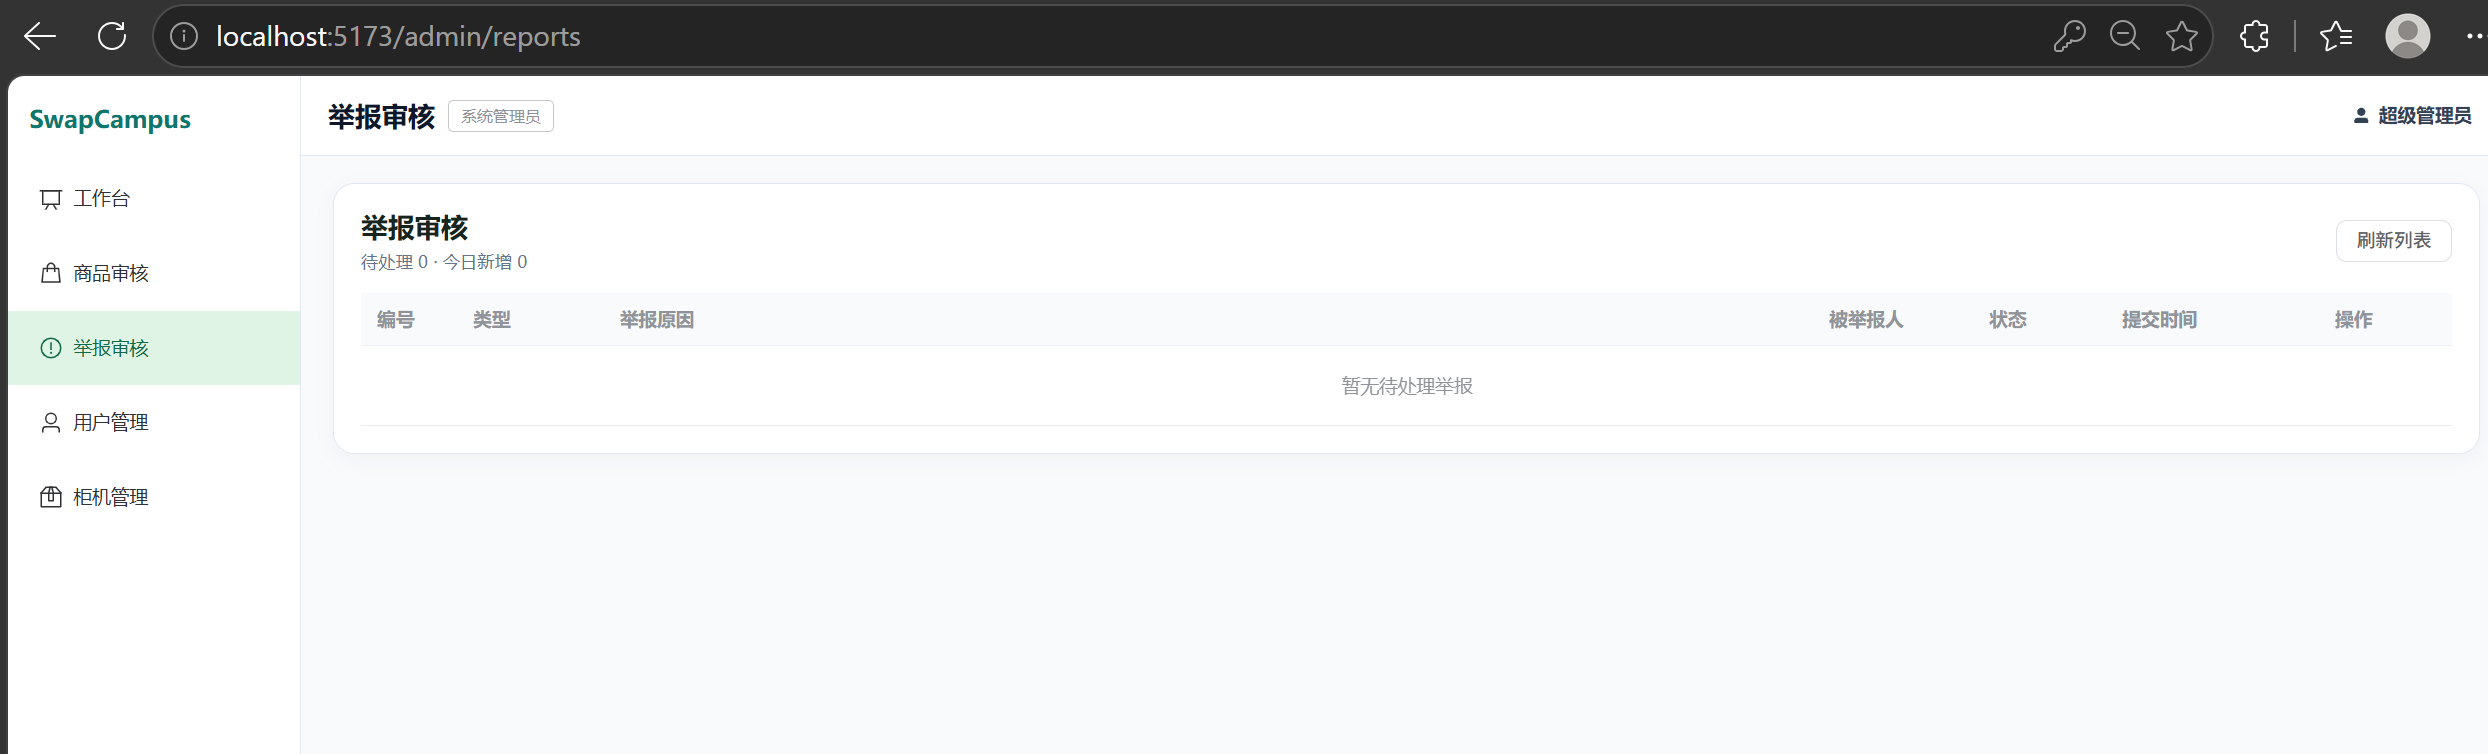 localhost:5173/admin/reports
SwapCampus
工作台
商品审核
举报审核
用户管理
柜机管理
举报审核
系统管理员
超级管理员
举报审核
待处理 0 · 今日新增 0
刷新列表
编号 类型 举报原因 被举报人 状态 提交时间 操作
暂无待处理举报